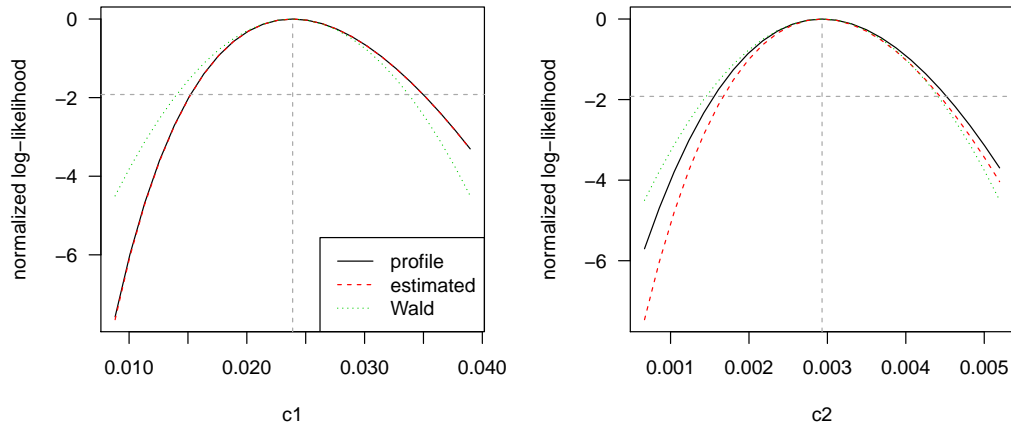 normalized log−likelihood
0
−2
−4
−6
0.010
0.020
0.030
0.040
c1
profile
estimated
Wald
normalized log−likelihood
0
−2
−4
−6
0.001
0.002
0.003
0.004
0.005
c2